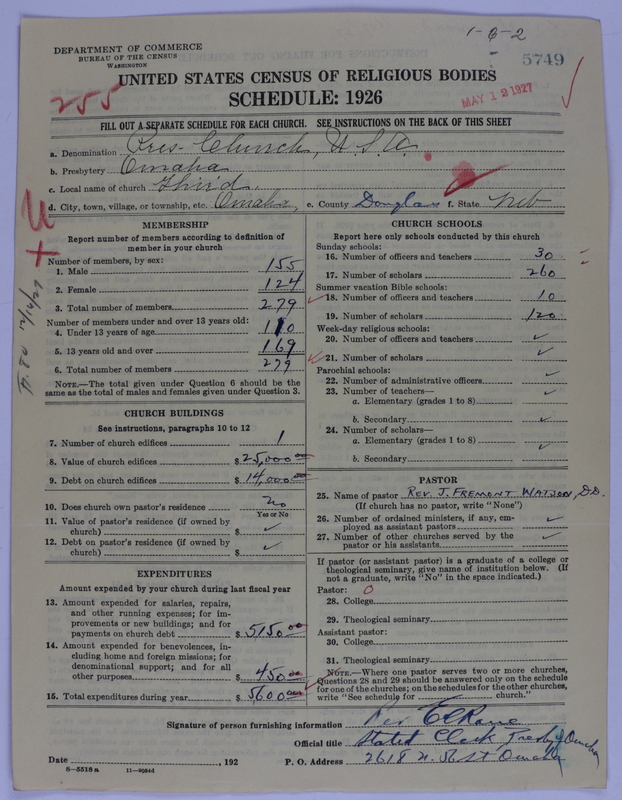 1-6-2
DEPARTMENT OF COMMERCE
BUREAU OF THE CENSUS
WASHINGTON
5749
UNITED STATES CENSUS OF RELIGIOUS BODIES
255
SCHEDULE: 1926
MAY 12 1927
FILL OUT A SEPARATE SCHEDULE FOR EACH CHURCH. SEE INSTRUCTIONS ON THE BACK OF THIS SHEET
a. Denomination Pres. Church, U.S.A.
b. Presbytery Omaha
c. Local name of church Third.
d. City, town, village, or township, etc. Omaha, e. County Douglas f. State Neb
MEMBERSHIP
Report number of members according to definition of
member in your church
Number of members, by sex:
1. Male 155
2. Female 124
3. Total number of members 279
Number of members under and over 13 years old:
4. Under 13 years of age 110
5. 13 years old and over 169
6. Total number of members 279
NOTE.—The total given under Question 6 should be the
same as the total of males and females given under Question 3.
CHURCH BUILDINGS
See instructions, paragraphs 10 to 12
7. Number of church edifices 1
8. Value of church edifices $ 25,000.00
9. Debt on church edifices $ 14,000.00
10. Does church own pastor's residence no
Yes or No
11. Value of pastor's residence (if owned by
church) $ ✓
12. Debt on pastor's residence (if owned by
church) $ ✓
EXPENDITURES
Amount expended by your church during last fiscal year
13. Amount expended for salaries, repairs,
and other running expenses; for im-
provements or new buildings; and for
payments on church debt $ 5150.00
14. Amount expended for benevolences, in-
cluding home and foreign missions; for
denominational support; and for all
other purposes $ 450.00
15. Total expenditures during year $ 5600.00
CHURCH SCHOOLS
Report here only schools conducted by this church
Sunday schools:
16. Number of officers and teachers 30
17. Number of scholars 260
Summer vacation Bible schools:
18. Number of officers and teachers 10
19. Number of scholars 120
Week-day religious schools:
20. Number of officers and teachers ✓
21. Number of scholars ✓
Parochial schools:
22. Number of administrative officers ✓
23. Number of teachers—
a. Elementary (grades 1 to 8) ✓
b. Secondary ✓
24. Number of scholars—
a. Elementary (grades 1 to 8) ✓
b. Secondary
PASTOR
25. Name of pastor REV. J. FREMONT WATSON, D.D.
(If church has no pastor, write "None")
26. Number of ordained ministers, if any, em-
ployed as assistant pastors ✓
27. Number of other churches served by the
pastor or his assistants ✓
If pastor (or assistant pastor) is a graduate of a college or
theological seminary, give name of institution below. (If
not a graduate, write "No" in the space indicated.)
Pastor: 0
28. College
29. Theological seminary
Assistant pastor:
30. College
31. Theological seminary
NOTE.—Where one pastor serves two or more churches,
Questions 28 and 29 should be answered only on the schedule
for one of the churches; on the schedules for the other churches,
write "See schedule for church."
Signature of person furnishing information Rev
Official title Stated Clerk Presby of Omaha
Date , 192 P. O. Address 2618 N. 56 St Omaha
8-5518a